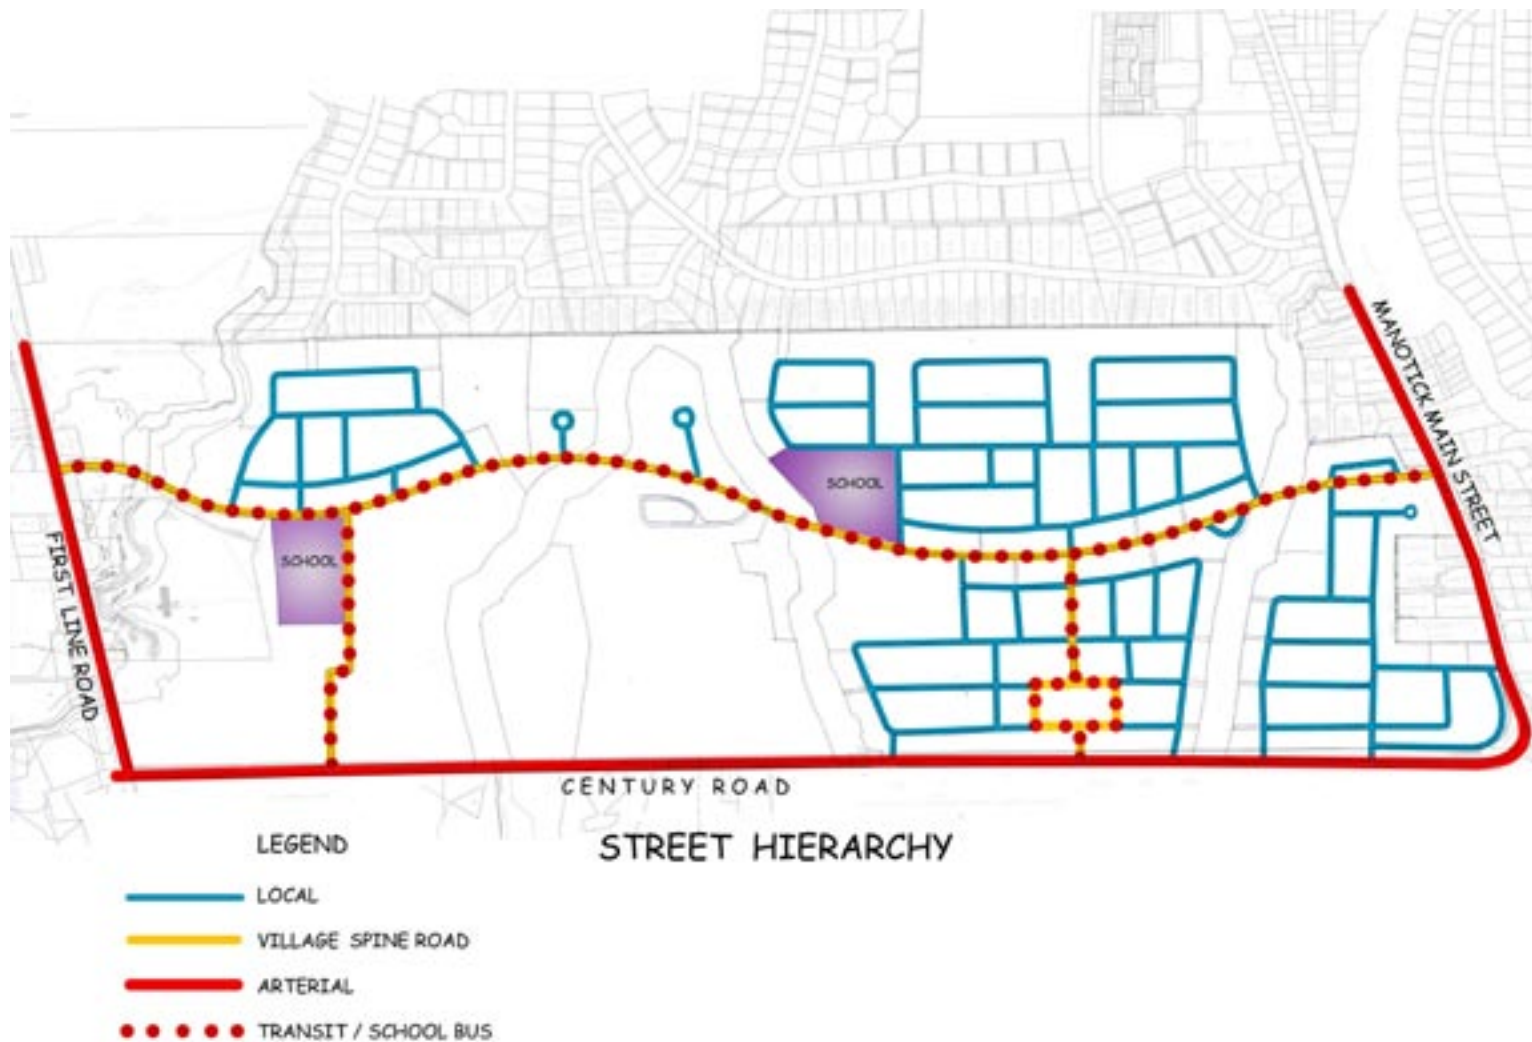 MANOTICK MAIN STREET
SCHOOL
SCHOOL
FIRST LINE ROAD
CENTURY ROAD
STREET HIERARCHY
LEGEND
LOCAL
VILLAGE SPINE ROAD
ARTERIAL
TRANSIT / SCHOOL BUS